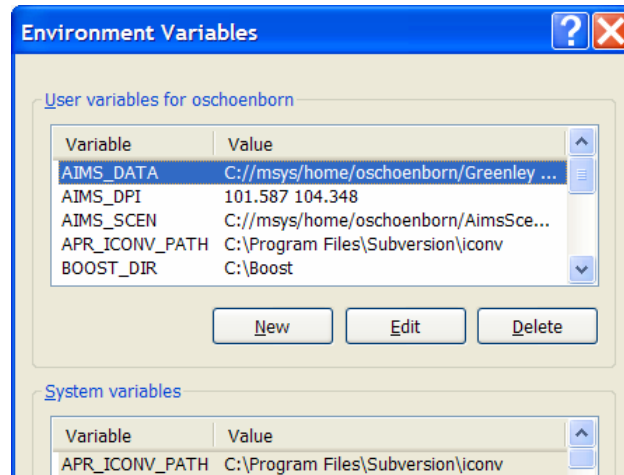 Environment Variables
User variables for oschoenborn
Variable Value
AIMS_DATA C://msys/home/oschoenborn/Greenley ...
AIMS_DPI 101.587 104.348
AIMS_SCEN C://msys/home/oschoenborn/AimsSce...
APR_ICONV_PATH C:\Program Files\Subversion\iconv
BOOST_DIR C:\Boost
New Edit Delete
System variables
Variable Value
APR_ICONV_PATH C:\Program Files\Subversion\iconv